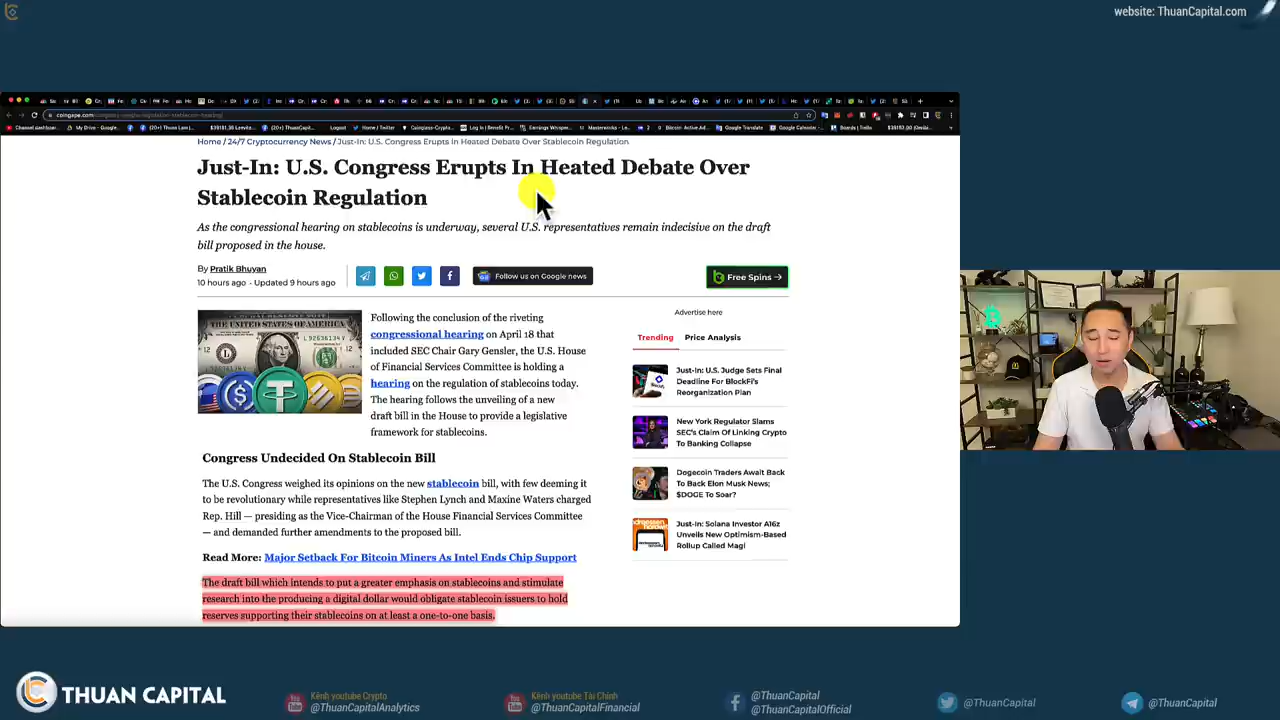 website: ThuanCapital.com
Home / 24/7 Cryptocurrency News / Just-In: U.S. Congress Erupts In Heated Debate Over Stablecoin Regulation
Just-In: U.S. Congress Erupts In Heated Debate Over
Stablecoin Regulation
As the congressional hearing on stablecoins is underway, several U.S. representatives remain indecisive on the draft
bill proposed in the house.
By Pratik Bhuyan
10 hours ago - Updated 9 hours ago
Follow us on Google news
Free Spins →
Advertise here
Following the conclusion of the riveting
congressional hearing on April 18 that
included SEC Chair Gary Gensler, the U.S. House
of Financial Services Committee is holding a
hearing on the regulation of stablecoins today.
The hearing follows the unveiling of a new
draft bill in the House to provide a legislative
framework for stablecoins.
Trending Price Analysis
Just-In: U.S. Judge Sets Final
Deadline For BlockFi's
Reorganization Plan
New York Regulator Slams
SEC's Claim Of Linking Crypto
To Banking Collapse
Dogecoin Traders Await Back
To Back Elon Musk News;
$DOGE To Soar?
Just-In: Solana Investor A16z
Unveils New Optimism-Based
Rollup Called Magi
Congress Undecided On Stablecoin Bill
The U.S. Congress weighed its opinions on the new stablecoin bill, with few deeming it
to be revolutionary while representatives like Stephen Lynch and Maxine Waters charged
Rep. Hill — presiding as the Vice-Chairman of the House Financial Services Committee
— and demanded further amendments to the proposed bill.
Read More: Major Setback For Bitcoin Miners As Intel Ends Chip Support
The draft bill which intends to put a greater emphasis on stablecoins and stimulate
research into the producing a digital dollar would obligate stablecoin issuers to hold
reserves supporting their stablecoins on at least a one-to-one basis.
THUAN CAPITAL
Kênh youtube Crypto
@ThuanCapitalAnalytics
Kênh youtube Tài Chính
@ThuanCapitalFinancial
@ThuanCapital
@ThuanCapitalOfficial
@ThuanCapital
@ThuanCapital